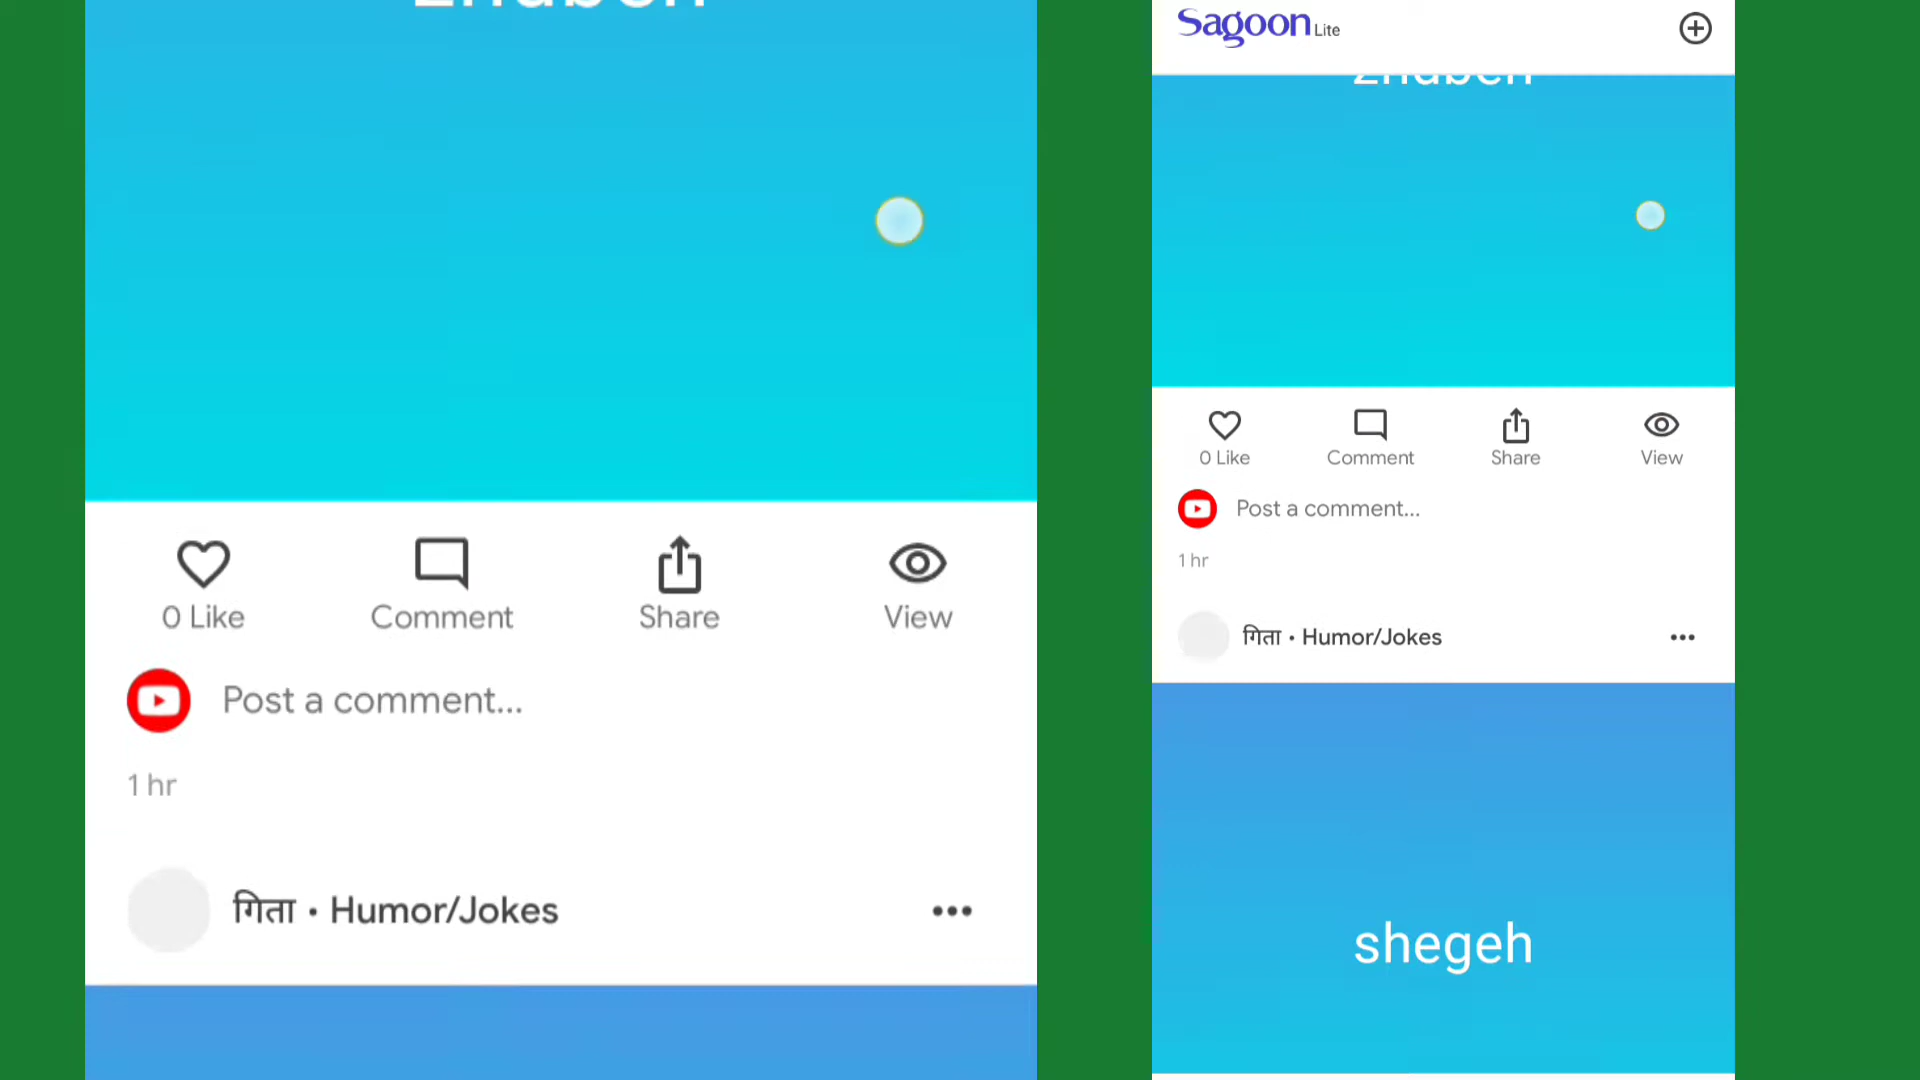 0 Like
Comment
Share
View
Post a comment...
1 hr
गिता • Humor/Jokes
Sagoon Lite
0 Like
Comment
Share
View
Post a comment...
1 hr
गिता • Humor/Jokes
shegeh